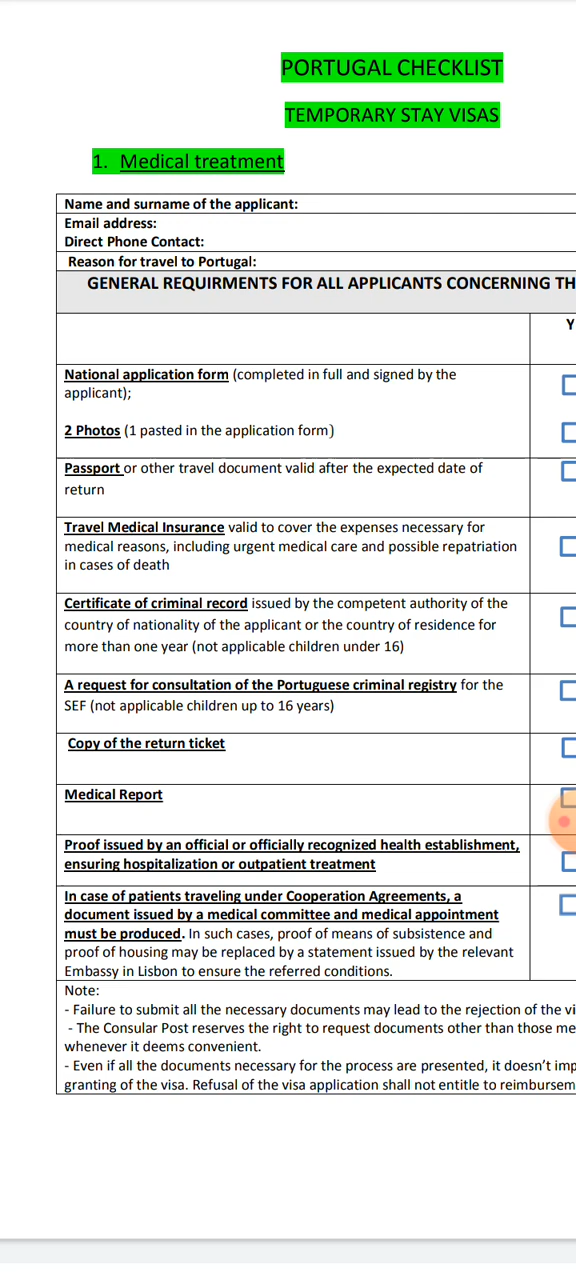 PORTUGAL CHECKLIST
TEMPORARY STAY VISAS
1. Medical treatment
Name and surname of the applicant:
Email address:
Direct Phone Contact:
Reason for travel to Portugal:
GENERAL REQUIRMENTS FOR ALL APPLICANTS CONCERNING TH
Y
National application form (completed in full and signed by the
applicant);
2 Photos (1 pasted in the application form)
Passport or other travel document valid after the expected date of
return
Travel Medical Insurance valid to cover the expenses necessary for
medical reasons, including urgent medical care and possible repatriation
in cases of death
Certificate of criminal record issued by the competent authority of the
country of nationality of the applicant or the country of residence for
more than one year (not applicable children under 16)
A request for consultation of the Portuguese criminal registry for the
SEF (not applicable children up to 16 years)
Copy of the return ticket
Medical Report
Proof issued by an official or officially recognized health establishment,
ensuring hospitalization or outpatient treatment
In case of patients traveling under Cooperation Agreements, a
document issued by a medical committee and medical appointment
must be produced. In such cases, proof of means of subsistence and
proof of housing may be replaced by a statement issued by the relevant
Embassy in Lisbon to ensure the referred conditions.
Note:
- Failure to submit all the necessary documents may lead to the rejection of the vi
- The Consular Post reserves the right to request documents other than those me
whenever it deems convenient.
- Even if all the documents necessary for the process are presented, it doesn't imp
granting of the visa. Refusal of the visa application shall not entitle to reimbursem